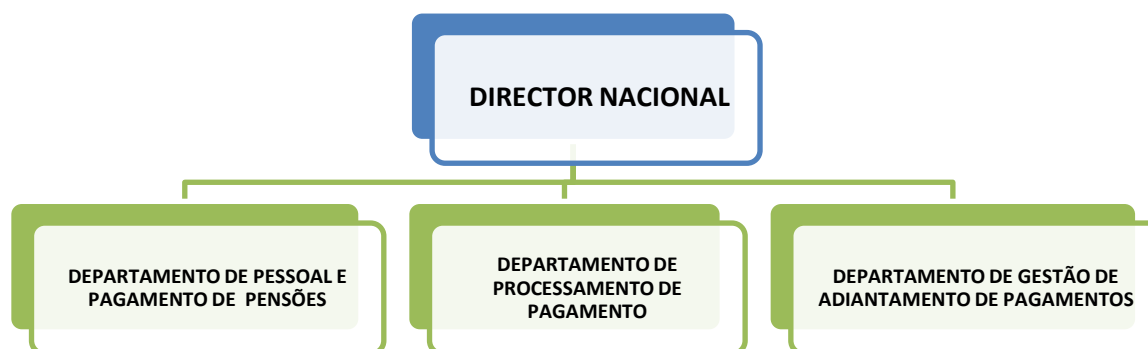 DIRECTOR NACIONAL
DEPARTAMENTO DE PESSOAL E
PAGAMENTO DE PENSÕES
DEPARTAMENTO DE
PROCESSAMENTO DE
PAGAMENTO
DEPARTAMENTO DE GESTÃO DE
ADIANTAMENTO DE PAGAMENTOS